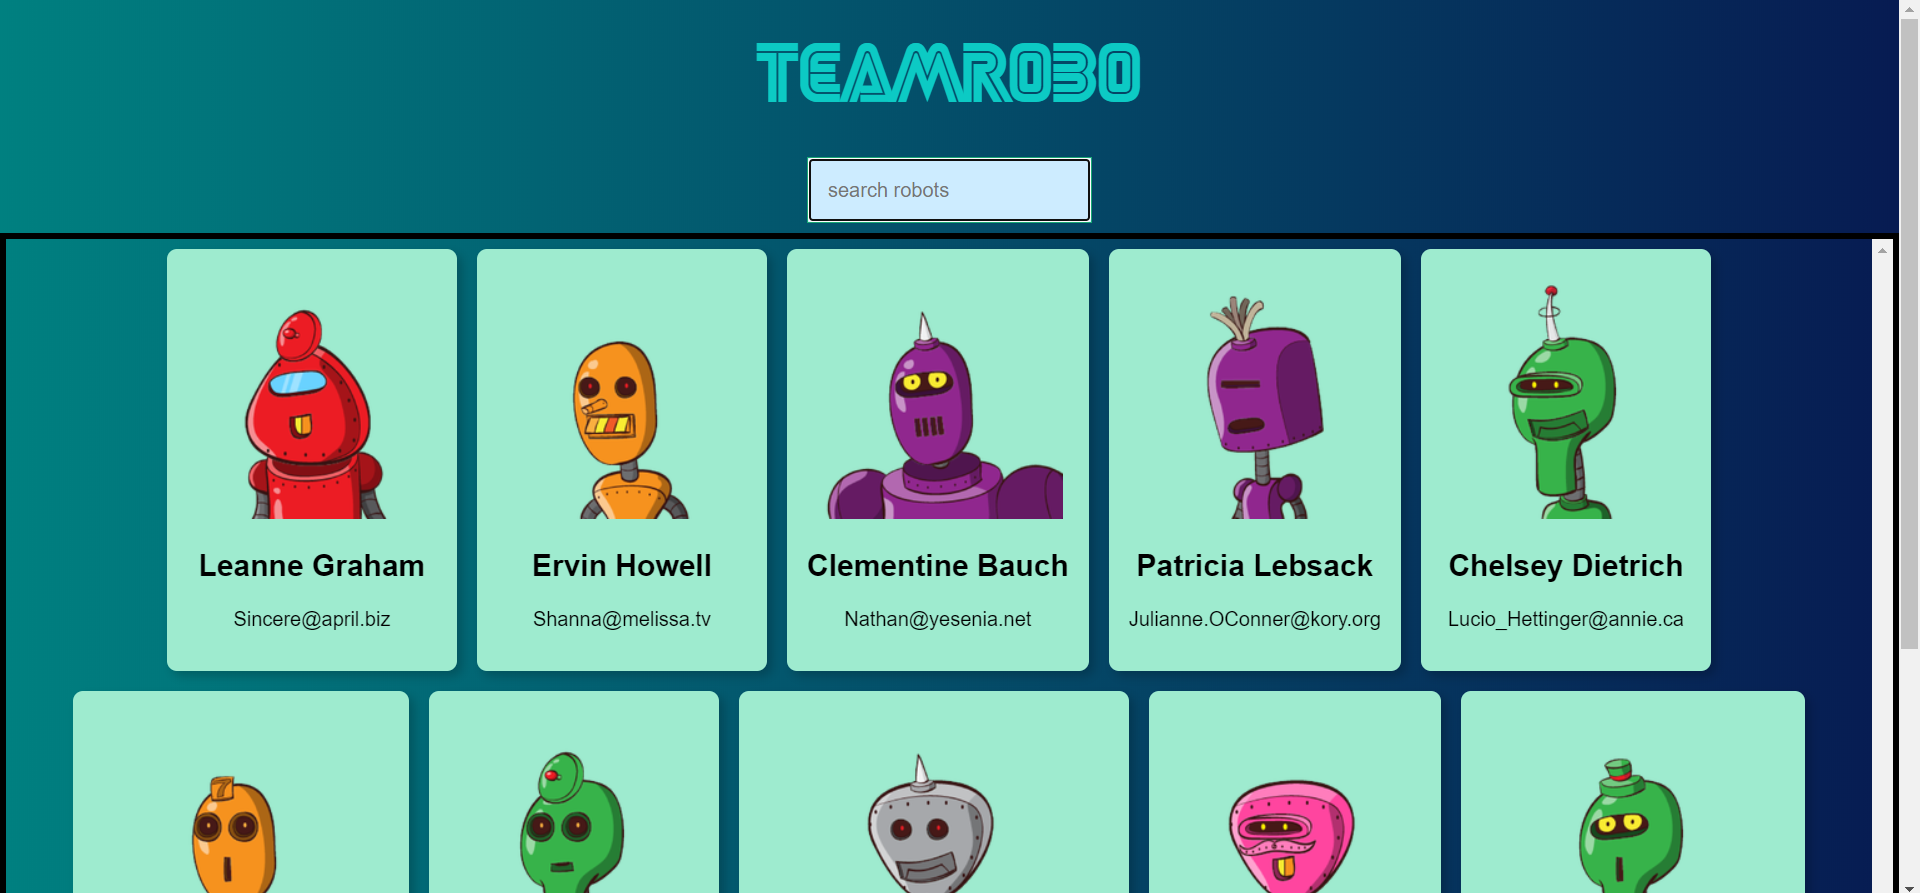 TEAMROBO
search robots
Leanne Graham
Sincere@april.biz
Ervin Howell
Shanna@melissa.tv
Clementine Bauch
Nathan@yesenia.net
Patricia Lebsack
Julianne.OConner@kory.org
Chelsey Dietrich
Lucio_Hettinger@annie.ca
7